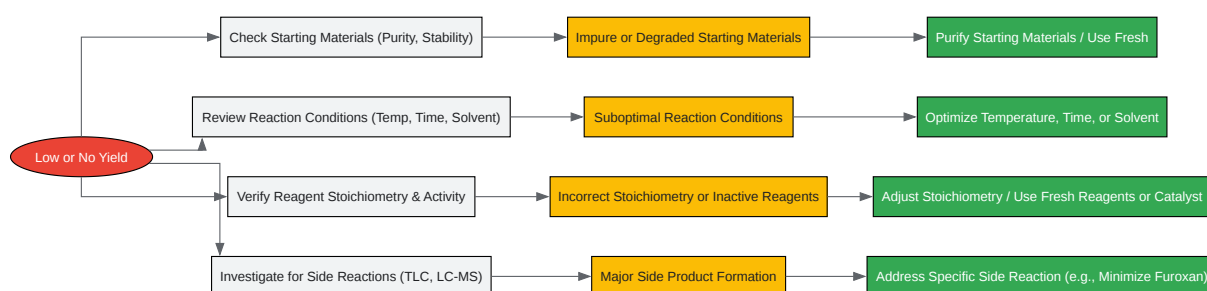 Check Starting Materials (Purity, Stability)
Impure or Degraded Starting Materials
Purify Starting Materials / Use Fresh
Review Reaction Conditions (Temp, Time, Solvent)
Suboptimal Reaction Conditions
Optimize Temperature, Time, or Solvent
Low or No Yield
Verify Reagent Stoichiometry & Activity
Incorrect Stoichiometry or Inactive Reagents
Adjust Stoichiometry / Use Fresh Reagents or Catalyst
Investigate for Side Reactions (TLC, LC-MS)
Major Side Product Formation
Address Specific Side Reaction (e.g., Minimize Furoxan)